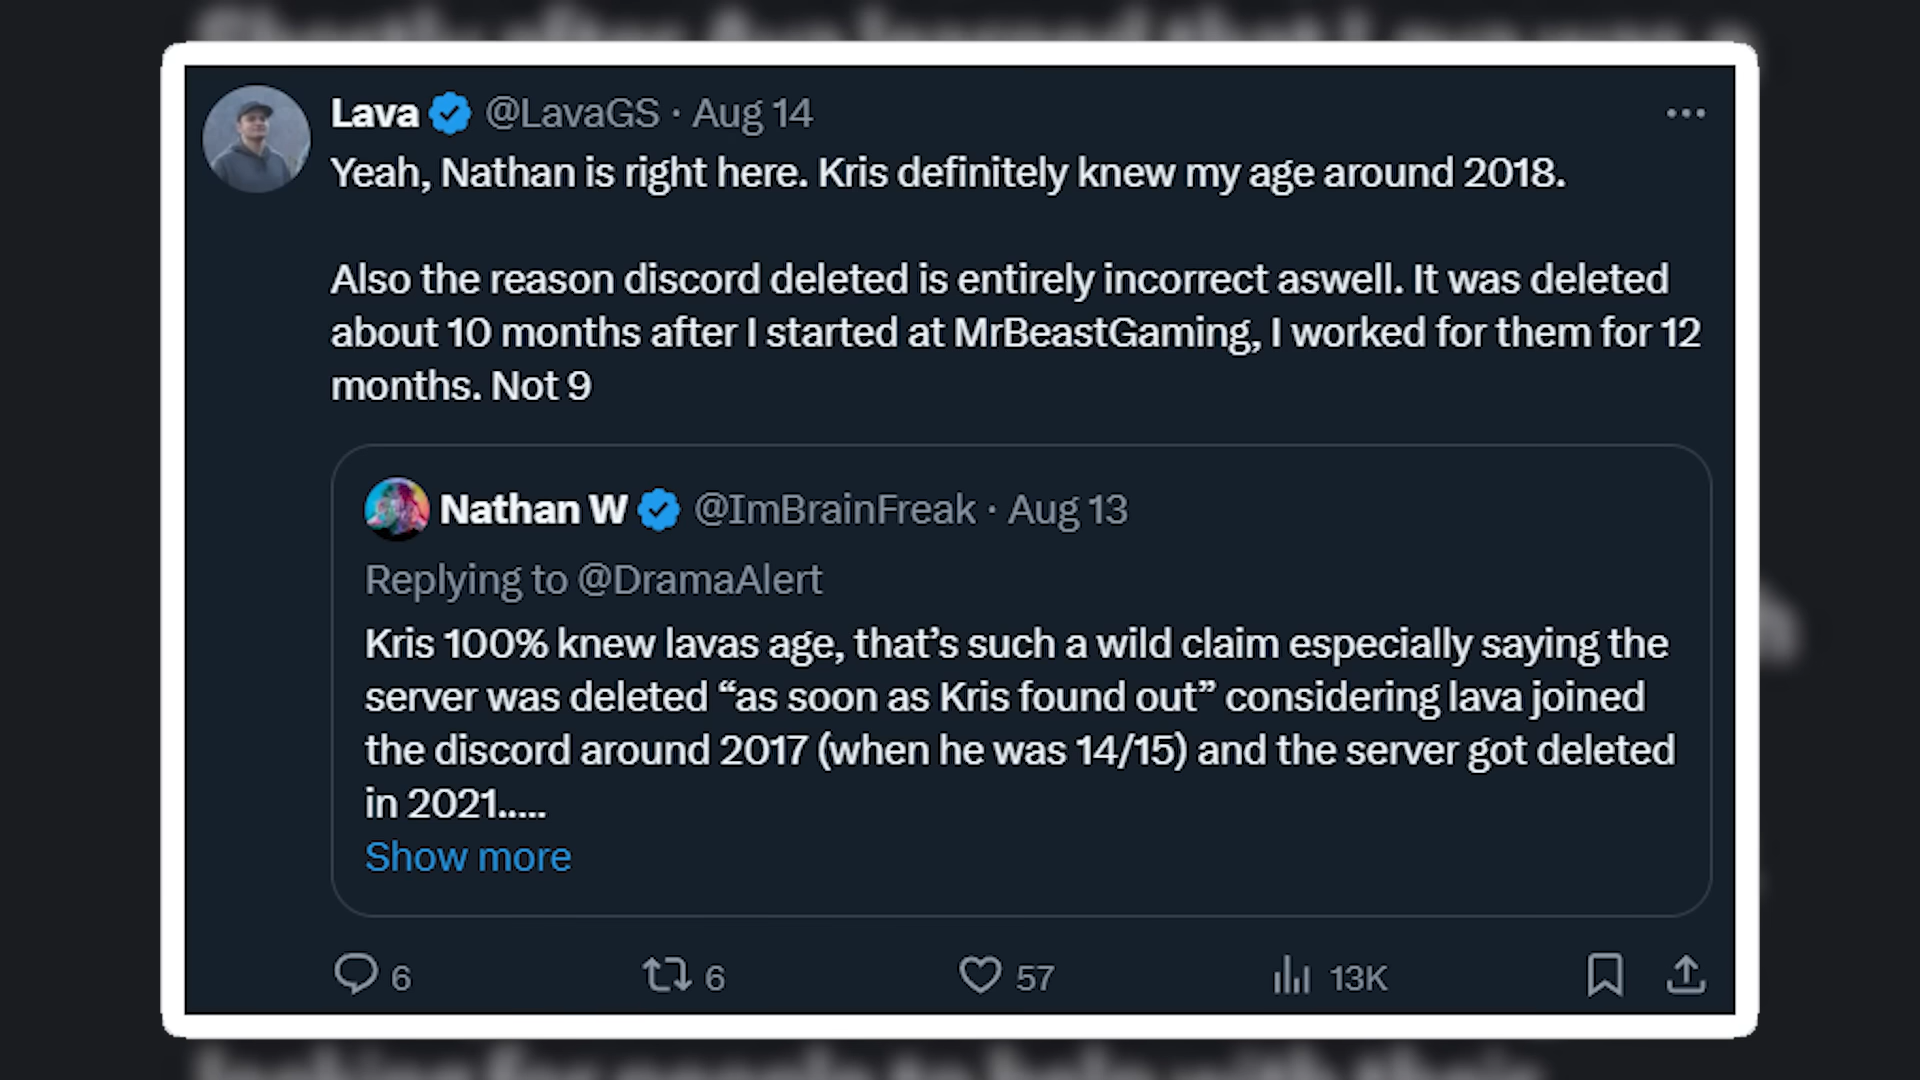 Lava @LavaGS · Aug 14
Yeah, Nathan is right here. Kris definitely knew my age around 2018.
Also the reason discord deleted is entirely incorrect aswell. It was deleted
about 10 months after I started at MrBeastGaming, I worked for them for 12
months. Not 9
Nathan W @ImBrainFreak · Aug 13
Replying to @DramaAlert
Kris 100% knew lavas age, that’s such a wild claim especially saying the
server was deleted “as soon as Kris found out” considering lava joined
the discord around 2017 (when he was 14/15) and the server got deleted
in 2021.....
Show more
6 6 57 13K